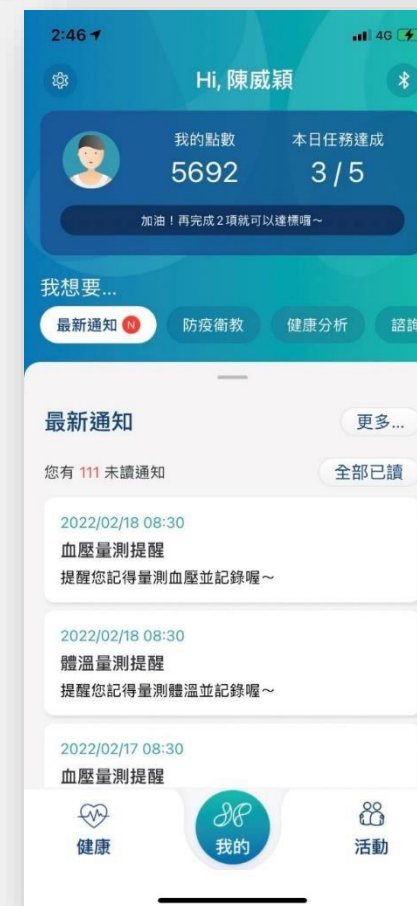 2:46
4G
Hi, 陳威穎
我的點數
本日任務達成
5692
3 / 5
加油！再完成2項就可以達標囉～
我想要...
最新通知 N
防疫衛教
健康分析
諮詢
最新通知
更多...
您有 111 未讀通知
全部已讀
2022/02/18 08:30
血壓量測提醒
提醒您記得量測血壓並記錄喔～
2022/02/18 08:30
體溫量測提醒
提醒您記得量測體溫並記錄喔～
2022/02/17 08:30
血壓量測提醒
健康
我的
活動